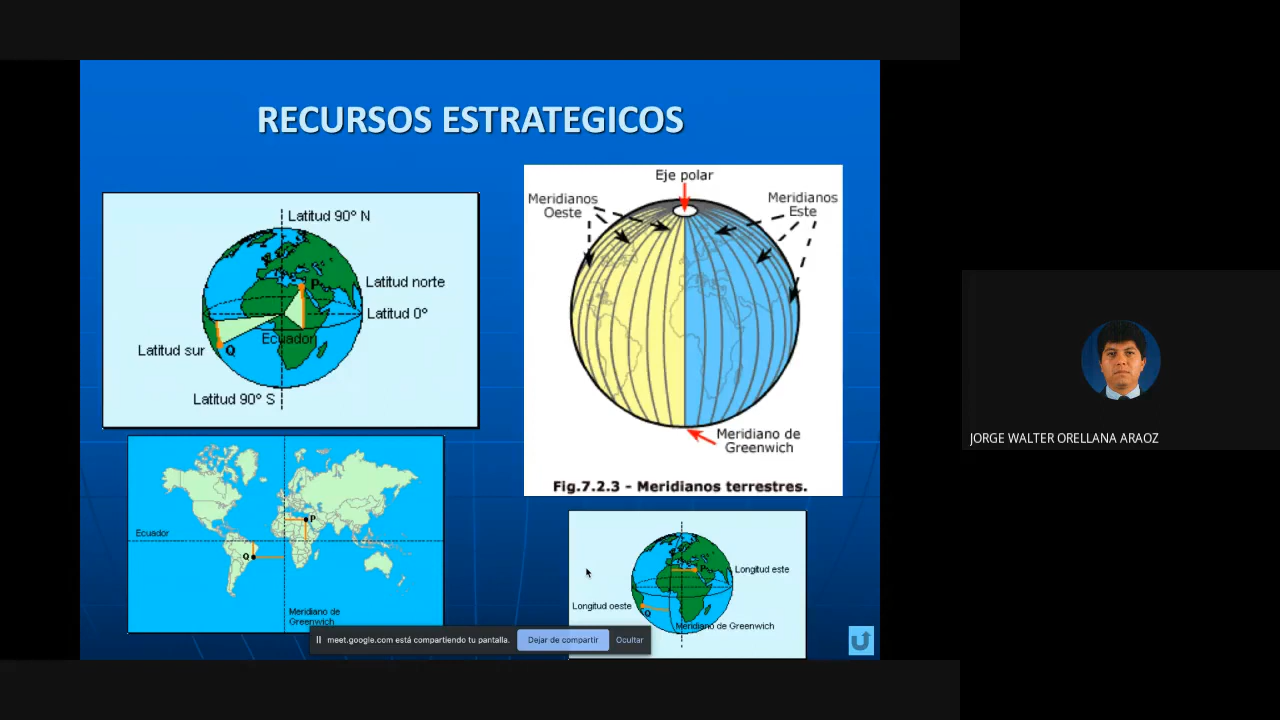 RECURSOS ESTRATEGICOS
Latitud 90° N
Latitud norte
P
Latitud 0°
Ecuador
Latitud sur
Q
Latitud 90° S
Eje polar
Meridianos
Oeste
Meridianos
Este
Meridiano de
Greenwich
Fig.7.2.3 - Meridianos terrestres.
Ecuador
P
Q
Meridiano de
Greenwich
P
Longitud este
Longitud oeste
Q
Meridiano de Greenwich
meet.google.com está compartiendo tu pantalla.
Dejar de compartir
Ocultar
JORGE WALTER ORELLANA ARAOZ